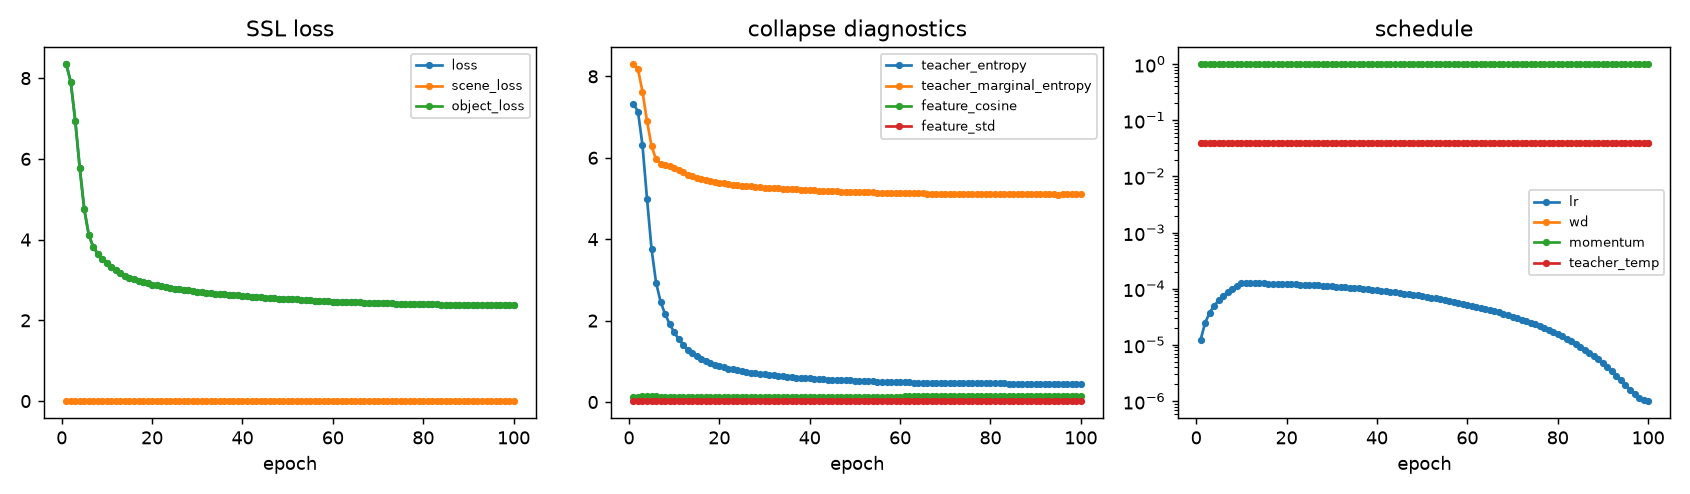 SSL loss
loss
scene_loss
object_loss
8
6
4
2
0
0 20 40 60 80 100
epoch
collapse diagnostics
teacher_entropy
teacher_marginal_entropy
feature_cosine
feature_std
8
6
4
2
0
0 20 40 60 80 100
epoch
schedule
10⁰
10⁻¹
10⁻²
10⁻³
10⁻⁴
10⁻⁵
10⁻⁶
lr
wd
momentum
teacher_temp
0 20 40 60 80 100
epoch